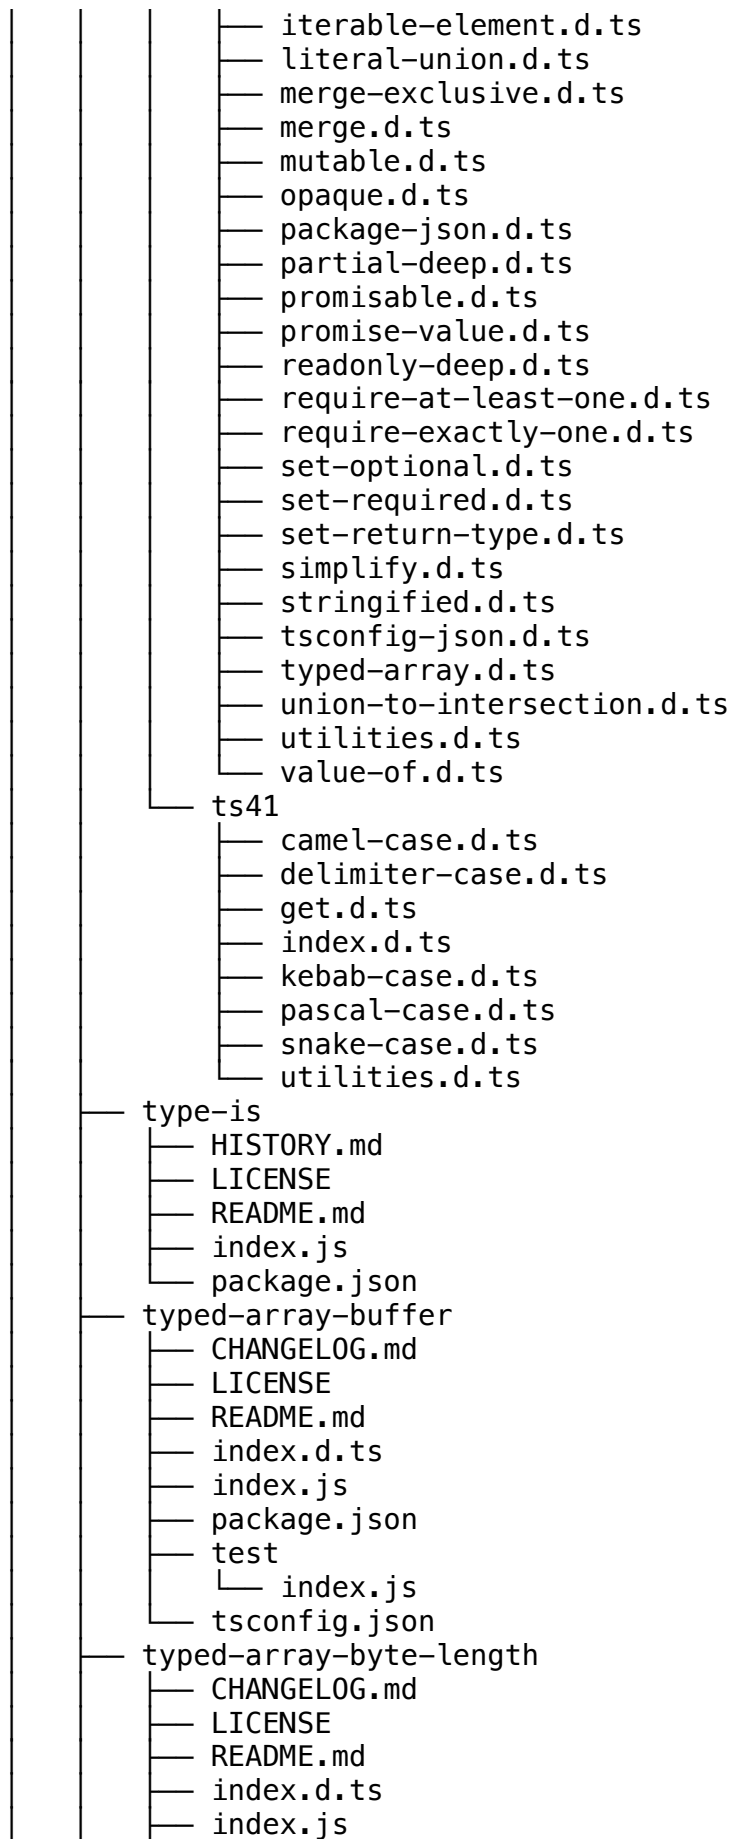 │   │   │   ├── iterable-element.d.ts
│   │   │   ├── literal-union.d.ts
│   │   │   ├── merge-exclusive.d.ts
│   │   │   ├── merge.d.ts
│   │   │   ├── mutable.d.ts
│   │   │   ├── opaque.d.ts
│   │   │   ├── package-json.d.ts
│   │   │   ├── partial-deep.d.ts
│   │   │   ├── promisable.d.ts
│   │   │   ├── promise-value.d.ts
│   │   │   ├── readonly-deep.d.ts
│   │   │   ├── require-at-least-one.d.ts
│   │   │   ├── require-exactly-one.d.ts
│   │   │   ├── set-optional.d.ts
│   │   │   ├── set-required.d.ts
│   │   │   ├── set-return-type.d.ts
│   │   │   ├── simplify.d.ts
│   │   │   ├── stringified.d.ts
│   │   │   ├── tsconfig-json.d.ts
│   │   │   ├── typed-array.d.ts
│   │   │   ├── union-to-intersection.d.ts
│   │   │   ├── utilities.d.ts
│   │   │   └── value-of.d.ts
│   │   └── ts41
│   │       ├── camel-case.d.ts
│   │       ├── delimiter-case.d.ts
│   │       ├── get.d.ts
│   │       ├── index.d.ts
│   │       ├── kebab-case.d.ts
│   │       ├── pascal-case.d.ts
│   │       ├── snake-case.d.ts
│   │       └── utilities.d.ts
│   ├── type-is
│   │   ├── HISTORY.md
│   │   ├── LICENSE
│   │   ├── README.md
│   │   ├── index.js
│   │   └── package.json
│   ├── typed-array-buffer
│   │   ├── CHANGELOG.md
│   │   ├── LICENSE
│   │   ├── README.md
│   │   ├── index.d.ts
│   │   ├── index.js
│   │   ├── package.json
│   │   ├── test
│   │   │   └── index.js
│   │   └── tsconfig.json
│   ├── typed-array-byte-length
│   │   ├── CHANGELOG.md
│   │   ├── LICENSE
│   │   ├── README.md
│   │   ├── index.d.ts
│   │   ├── index.js